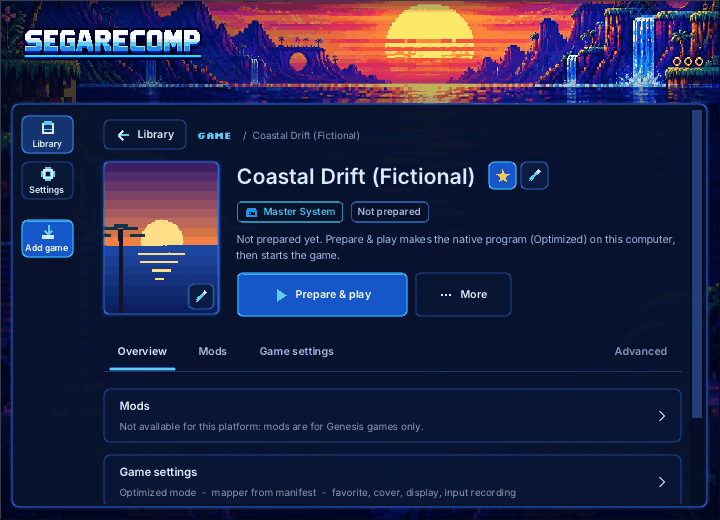 SEGARECOMP
Library
Settings
Add game
Library GAME / Coastal Drift (Fictional)
Coastal Drift (Fictional)
Master System Not prepared
Not prepared yet. Prepare & play makes the native program (Optimized) on this computer,
then starts the game.
Prepare & play ... More
Overview Mods Game settings Advanced
Mods
Not available for this platform: mods are for Genesis games only.
Game settings
Optimized mode - mapper from manifest - favorite, cover, display, input recording